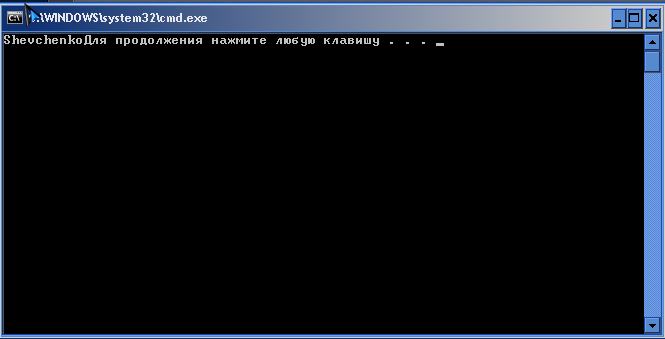 C:\WINDOWS\system32\cmd.exe
ShevchenkoДля продолжения нажмите любую клавишу . . .